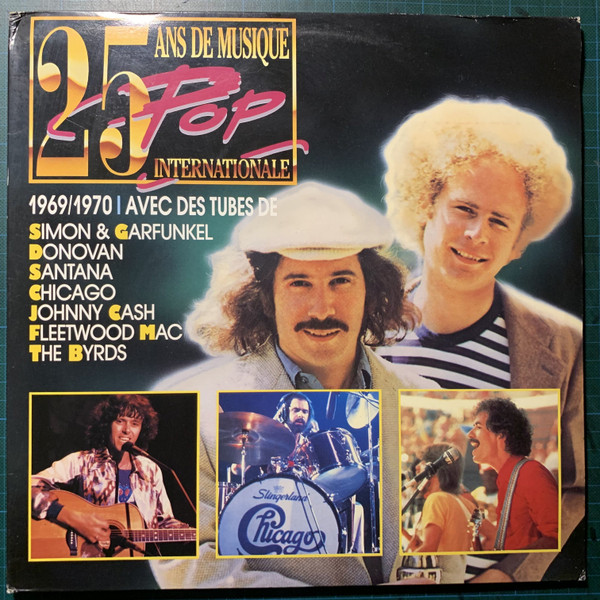 25 ANS DE MUSIQUE
Pop
INTERNATIONALE
1969/1970 | AVEC DES TUBES DE
SIMON & GARFUNKEL
DONOVAN
SANTANA
CHICAGO
JOHNNY CASH
FLEETWOOD MAC
THE BYRDS
Slingerland
Chicago